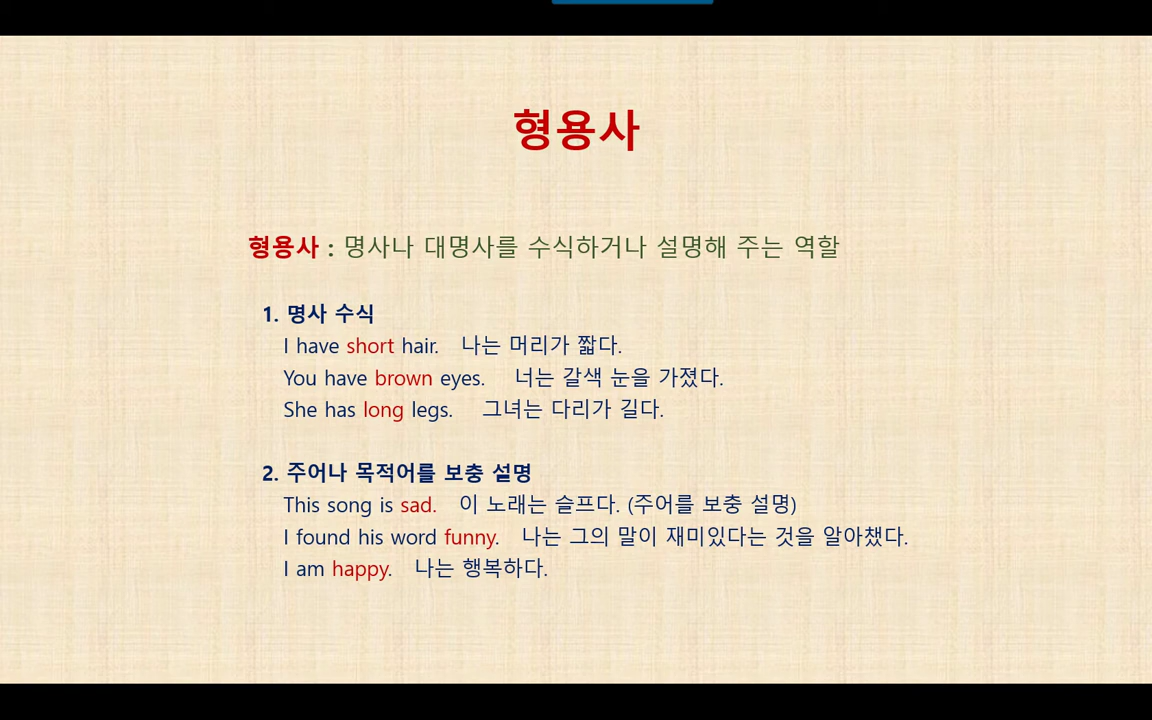 형용사
형용사 : 명사나 대명사를 수식하거나 설명해 주는 역할
1. 명사 수식
I have short hair. 나는 머리가 짧다.
You have brown eyes. 너는 갈색 눈을 가졌다.
She has long legs. 그녀는 다리가 길다.
2. 주어나 목적어를 보충 설명
This song is sad. 이 노래는 슬프다. (주어를 보충 설명)
I found his word funny. 나는 그의 말이 재미있다는 것을 알아챘다.
I am happy. 나는 행복하다.